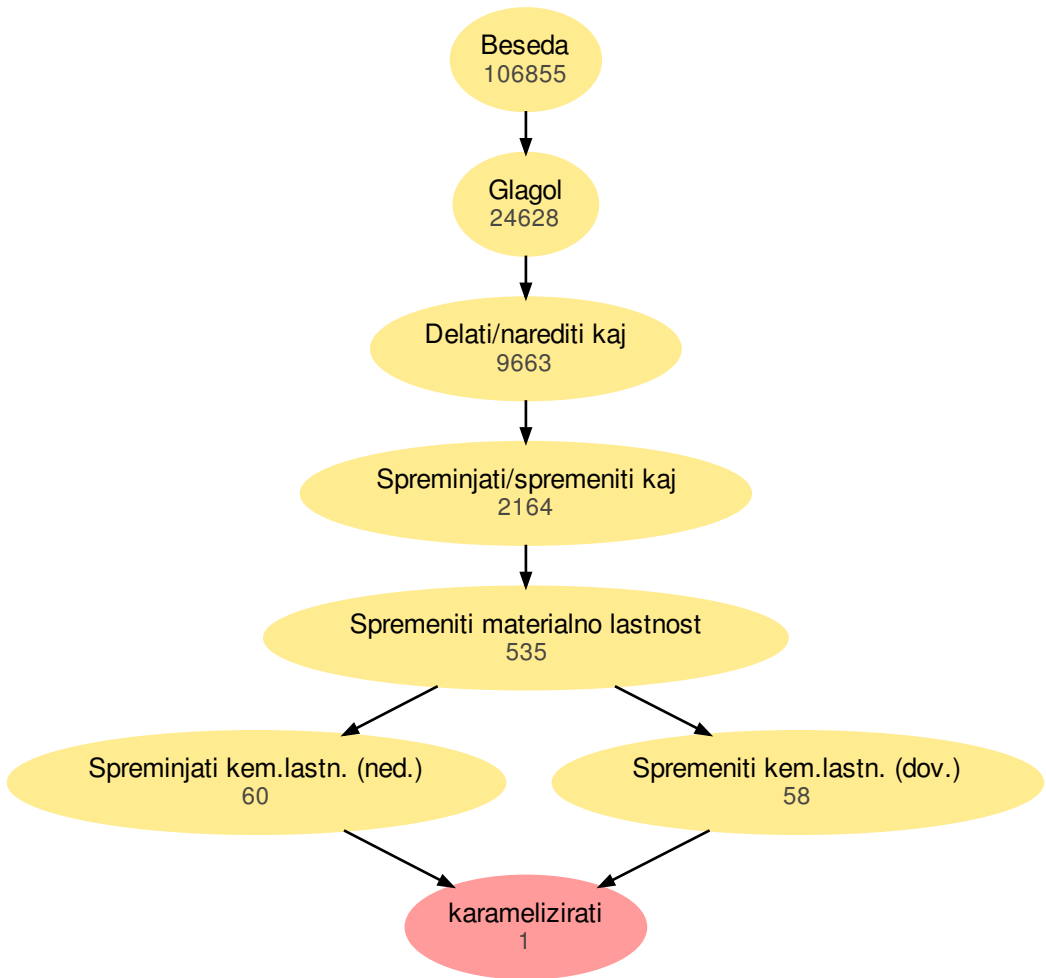 Beseda
106855
Glagol
24628
Delati/narediti kaj
9663
Spreminjati/spremeniti kaj
2164
Spremeniti materialno lastnost
535
Spreminjati kem.lastn. (ned.)
60
Spremeniti kem.lastn. (dov.)
58
karamelizirati
1